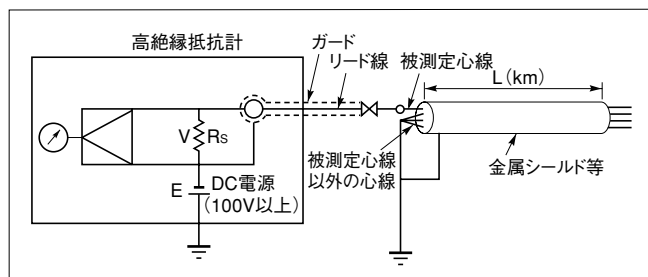 高絶縁抵抗計
ガード
リード線
被測定心線
L(km)
V
Rs
E
DC電源
(100V以上)
被測定心線
以外の心線
金属シールド等